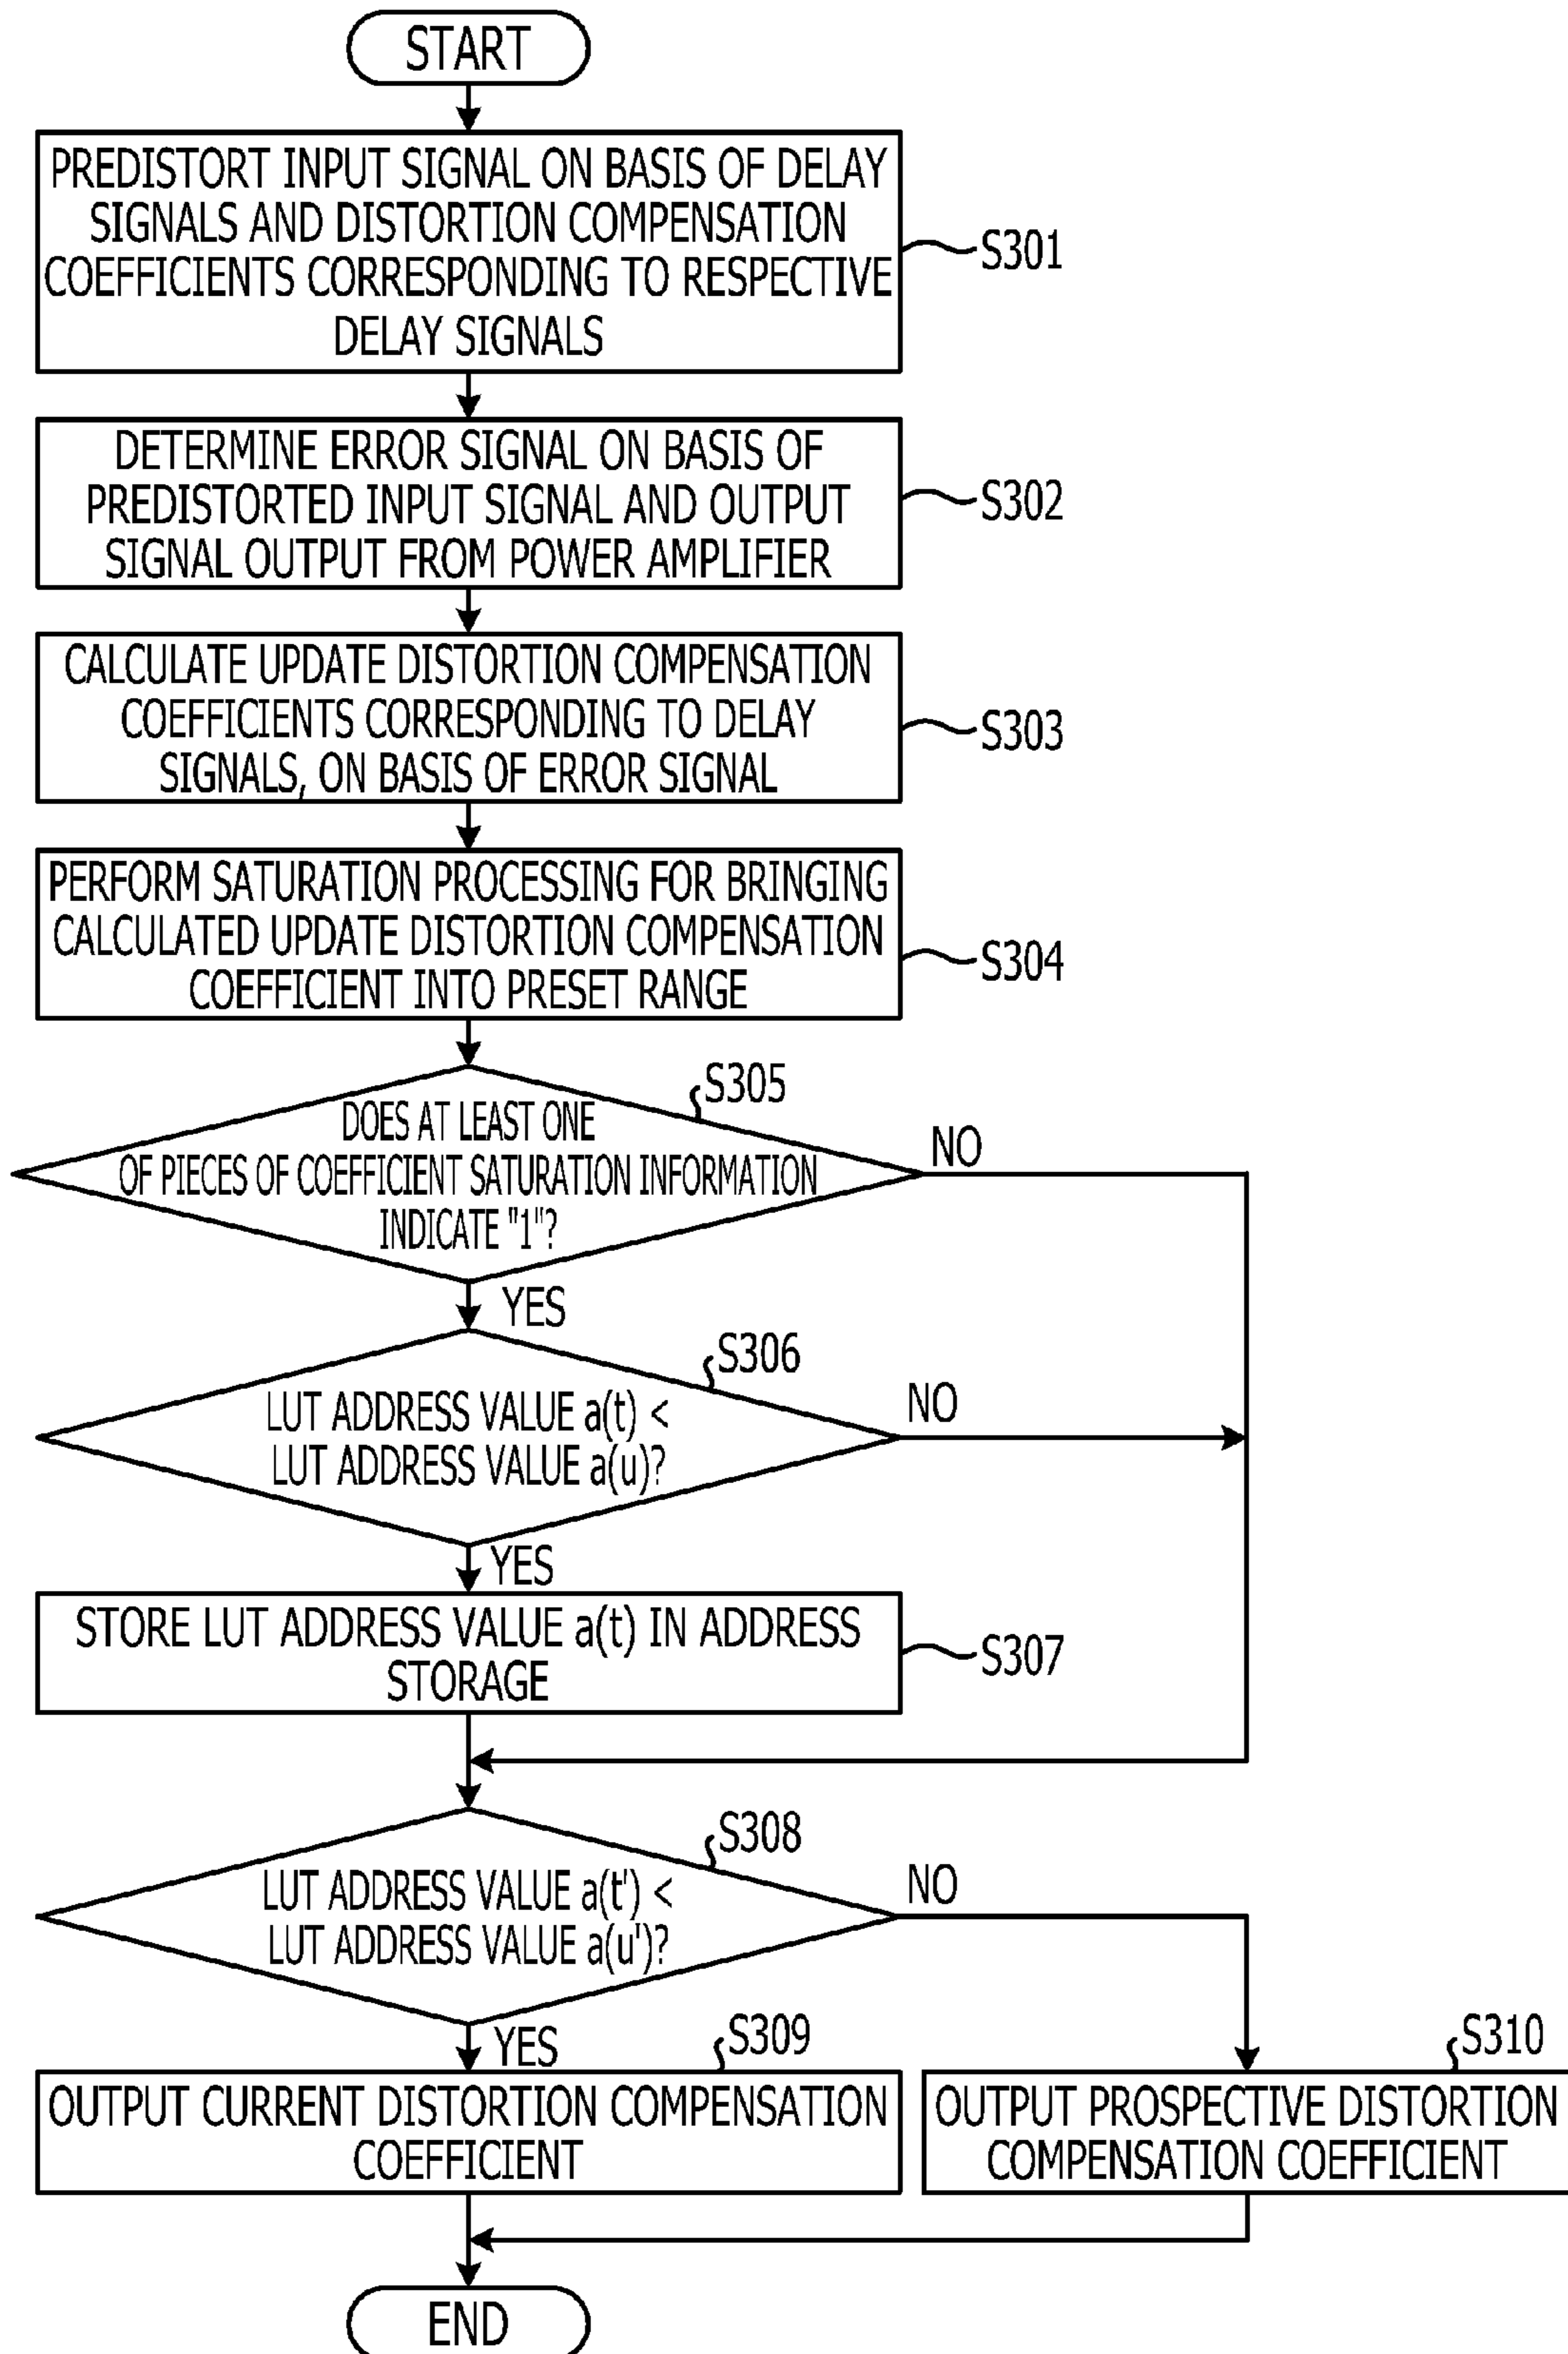 START
PREDISTORT INPUT SIGNAL ON BASIS OF DELAY
SIGNALS AND DISTORTION COMPENSATION
COEFFICIENTS CORRESPONDING TO RESPECTIVE
DELAY SIGNALS
S301
DETERMINE ERROR SIGNAL ON BASIS OF
PREDISTORTED INPUT SIGNAL AND OUTPUT
SIGNAL OUTPUT FROM POWER AMPLIFIER
S302
CALCULATE UPDATE DISTORTION COMPENSATION
COEFFICIENTS CORRESPONDING TO DELAY
SIGNALS, ON BASIS OF ERROR SIGNAL
S303
PERFORM SATURATION PROCESSING FOR BRINGING
CALCULATED UPDATE DISTORTION COMPENSATION
COEFFICIENT INTO PRESET RANGE
S304
S305
DOES AT LEAST ONE
OF PIECES OF COEFFICIENT SATURATION INFORMATION
INDICATE "1"?
NO
YES
S306
LUT ADDRESS VALUE a(t) <
LUT ADDRESS VALUE a(u)?
NO
YES
STORE LUT ADDRESS VALUE a(t) IN ADDRESS
STORAGE
S307
S308
LUT ADDRESS VALUE a(t') <
LUT ADDRESS VALUE a(u')?
NO
YES
S309
OUTPUT CURRENT DISTORTION COMPENSATION
COEFFICIENT
S310
OUTPUT PROSPECTIVE DISTORTION
COMPENSATION COEFFICIENT
END